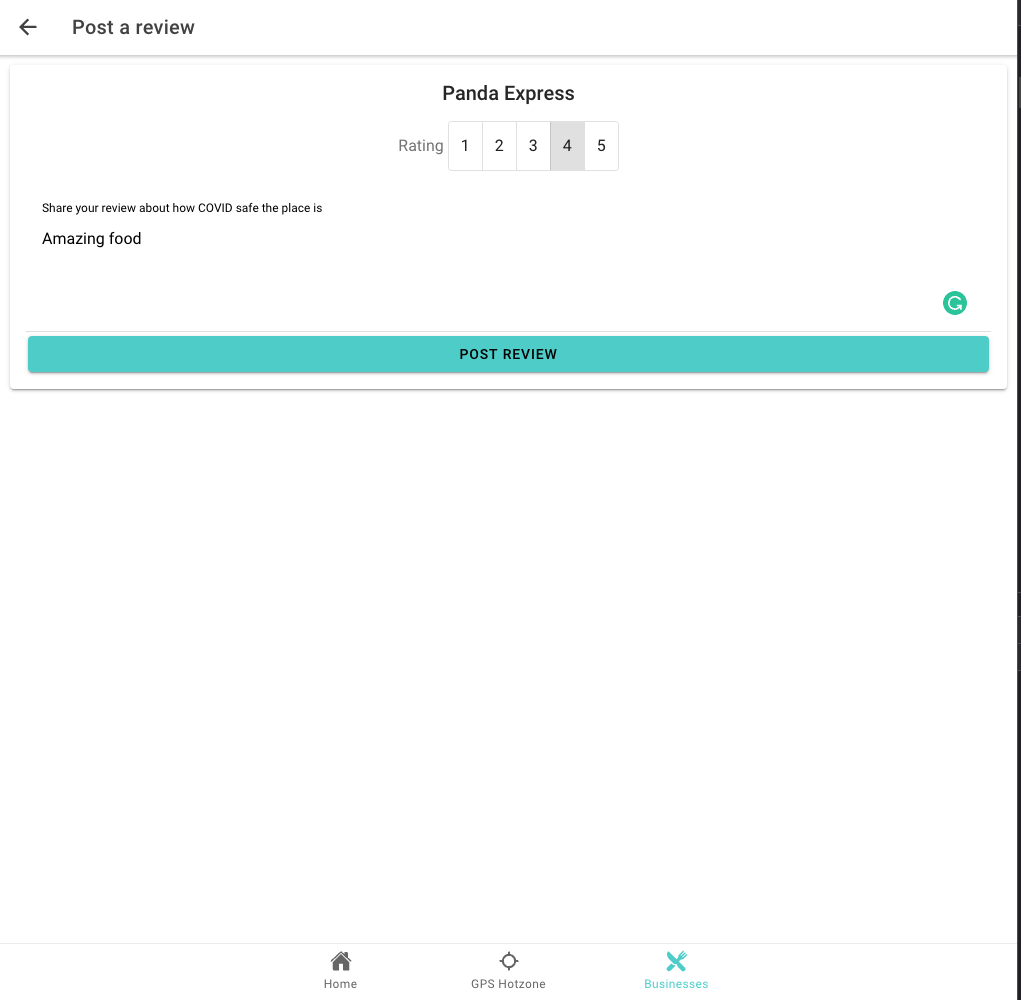 Post a review
Panda Express
Rating 1 2 3 4 5
Share your review about how COVID safe the place is
Amazing food
POST REVIEW
Home GPS Hotzone Businesses